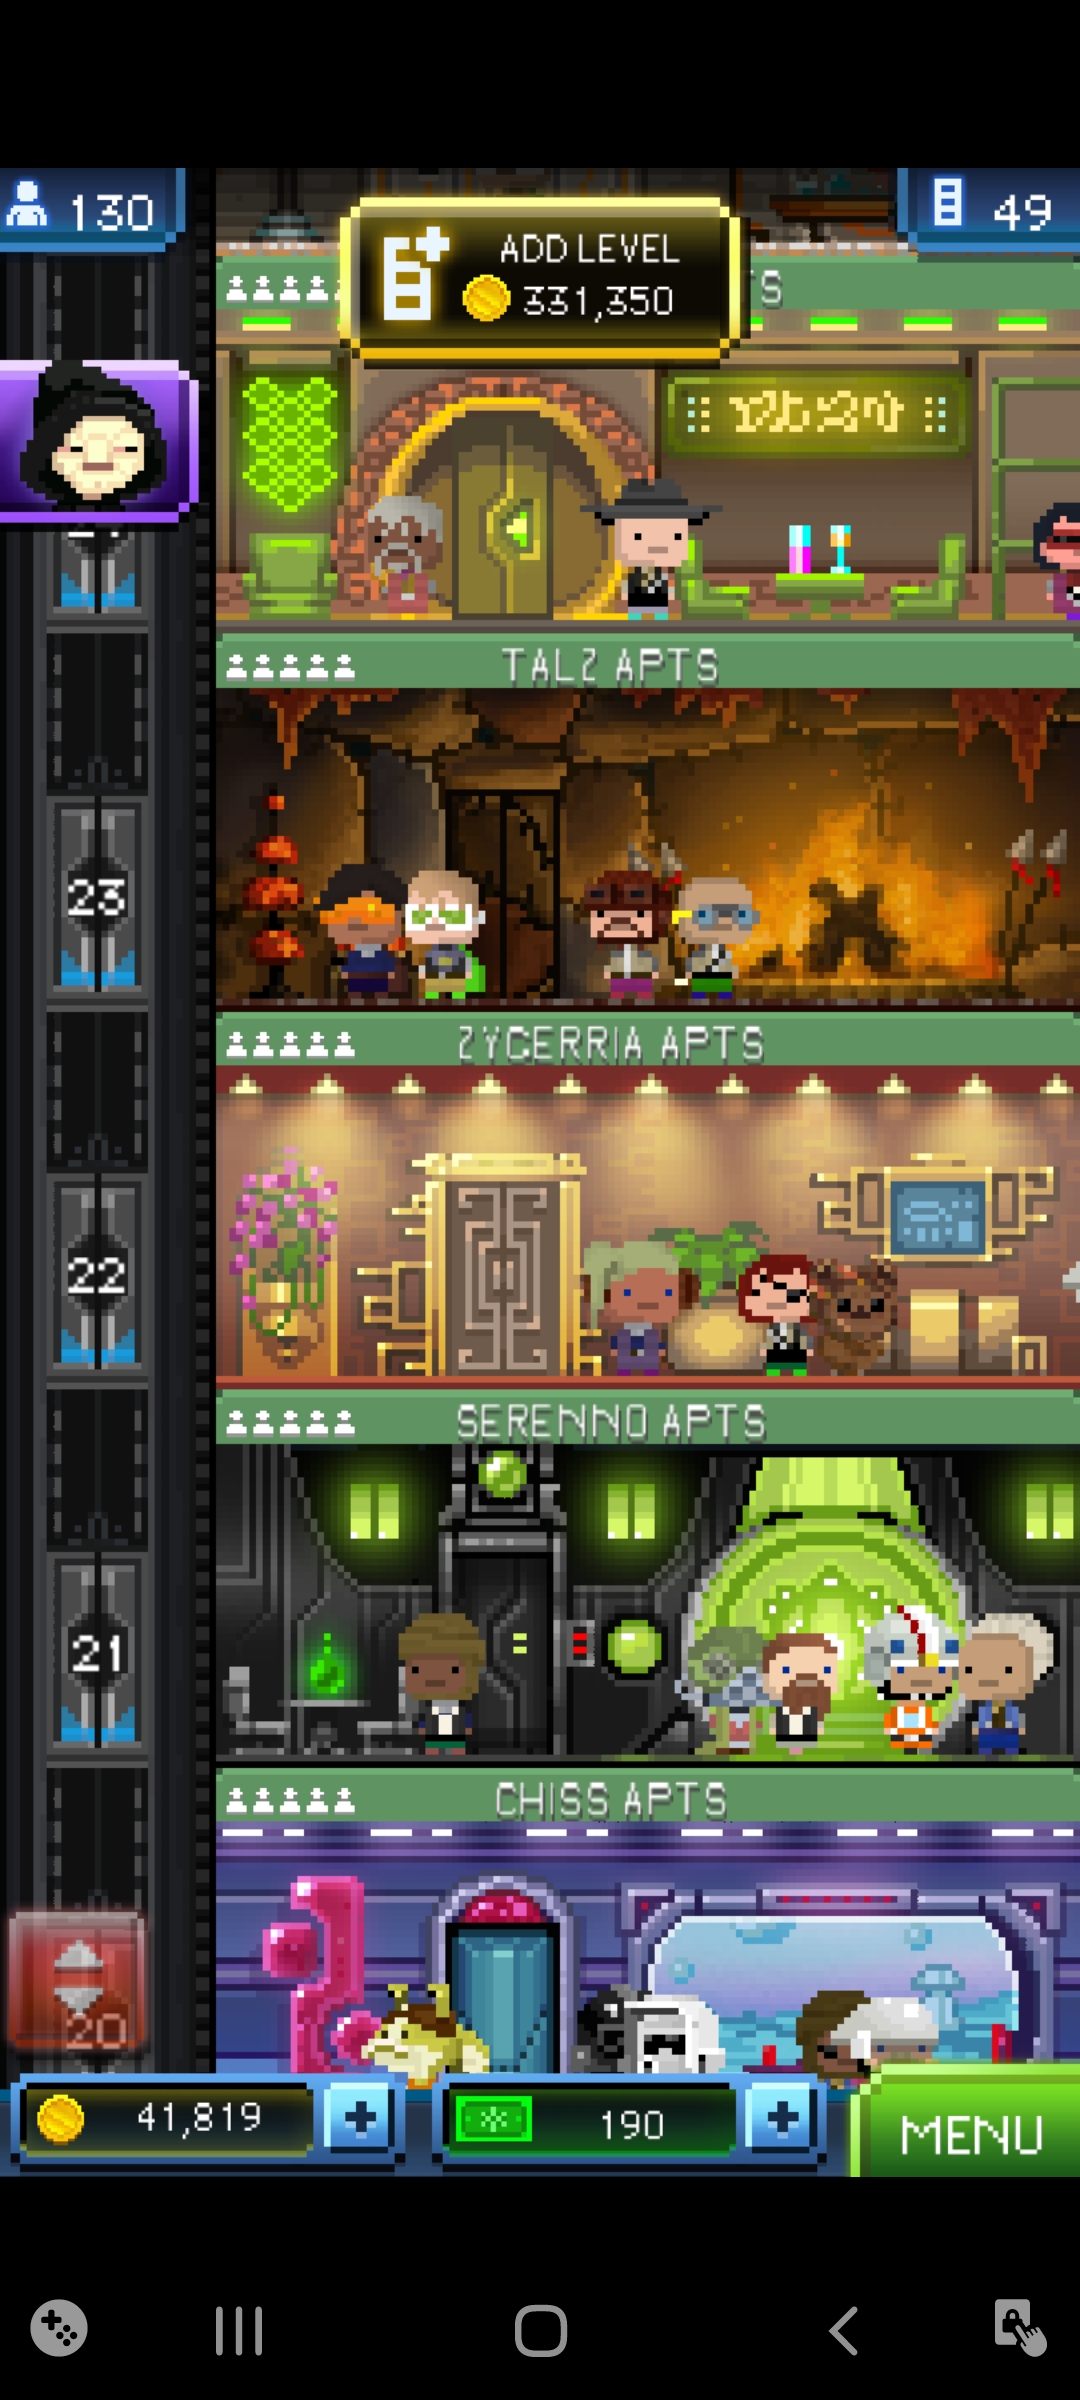 130
49
ADD LEVEL
331,350
TS
TALZ APTS
23
ZYCERRIA APTS
22
SERENNO APTS
21
CHISS APTS
20
41,819
190
MENU